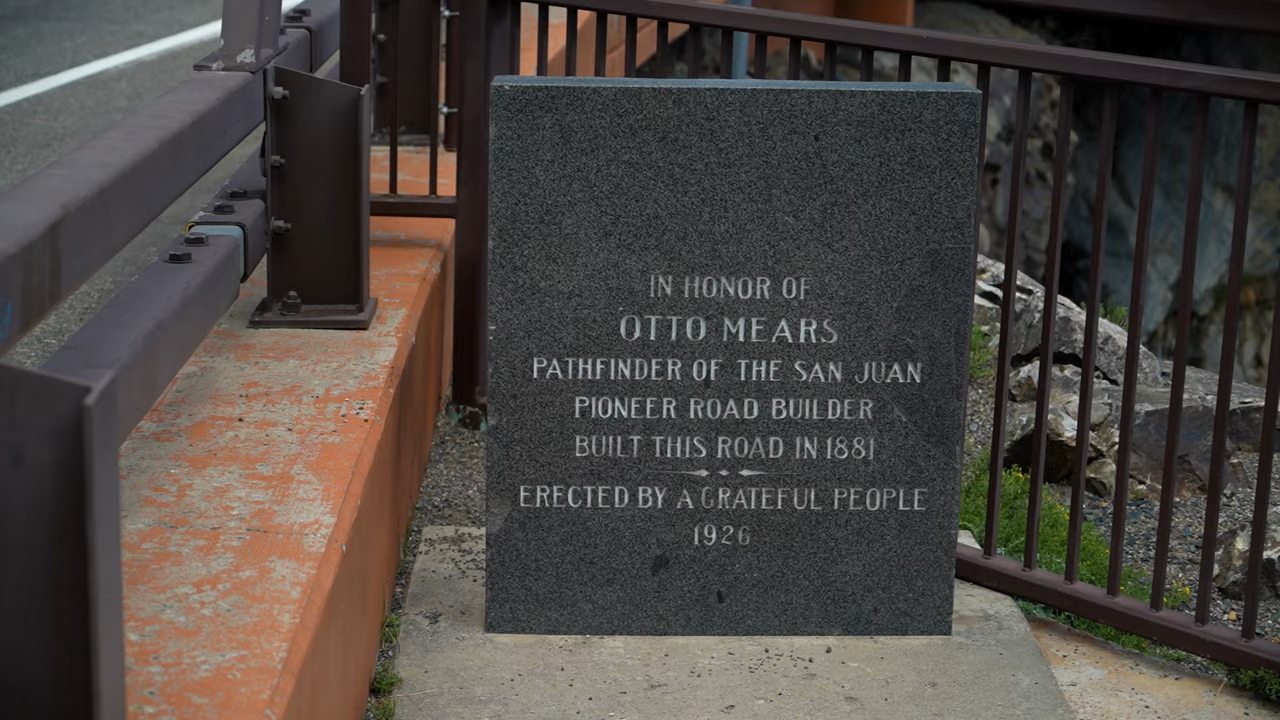 IN HONOR OF
OTTO MEARS
PATHFINDER OF THE SAN JUAN
PIONEER ROAD BUILDER
BUILT THIS ROAD IN 1881
ERECTED BY A GRATEFUL PEOPLE
1926